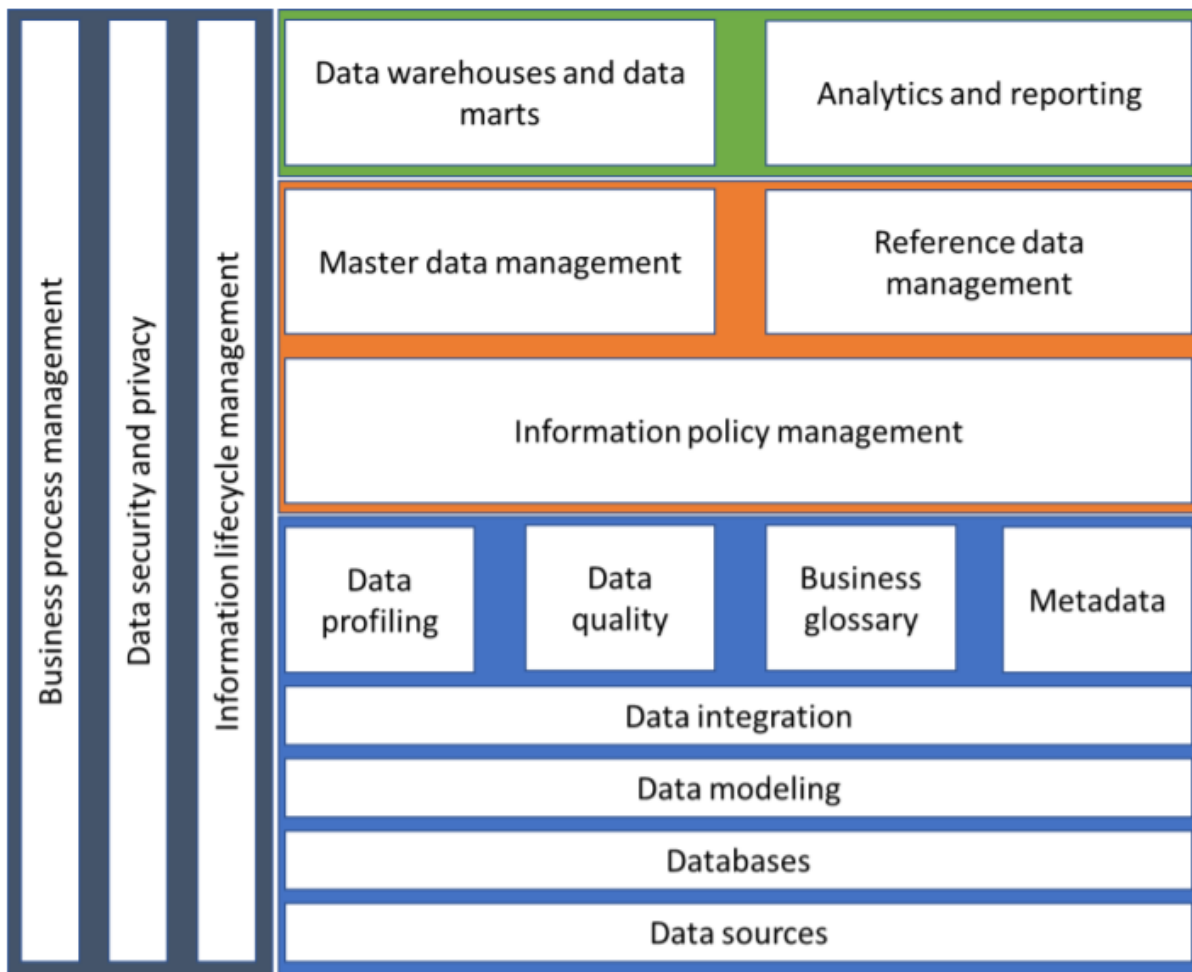 Business process management
Data security and privacy
Information lifecycle management
Data warehouses and data
marts
Analytics and reporting
Master data management
Reference data
management
Information policy management
Data
profiling
Data
quality
Business
glossary
Metadata
Data integration
Data modeling
Databases
Data sources